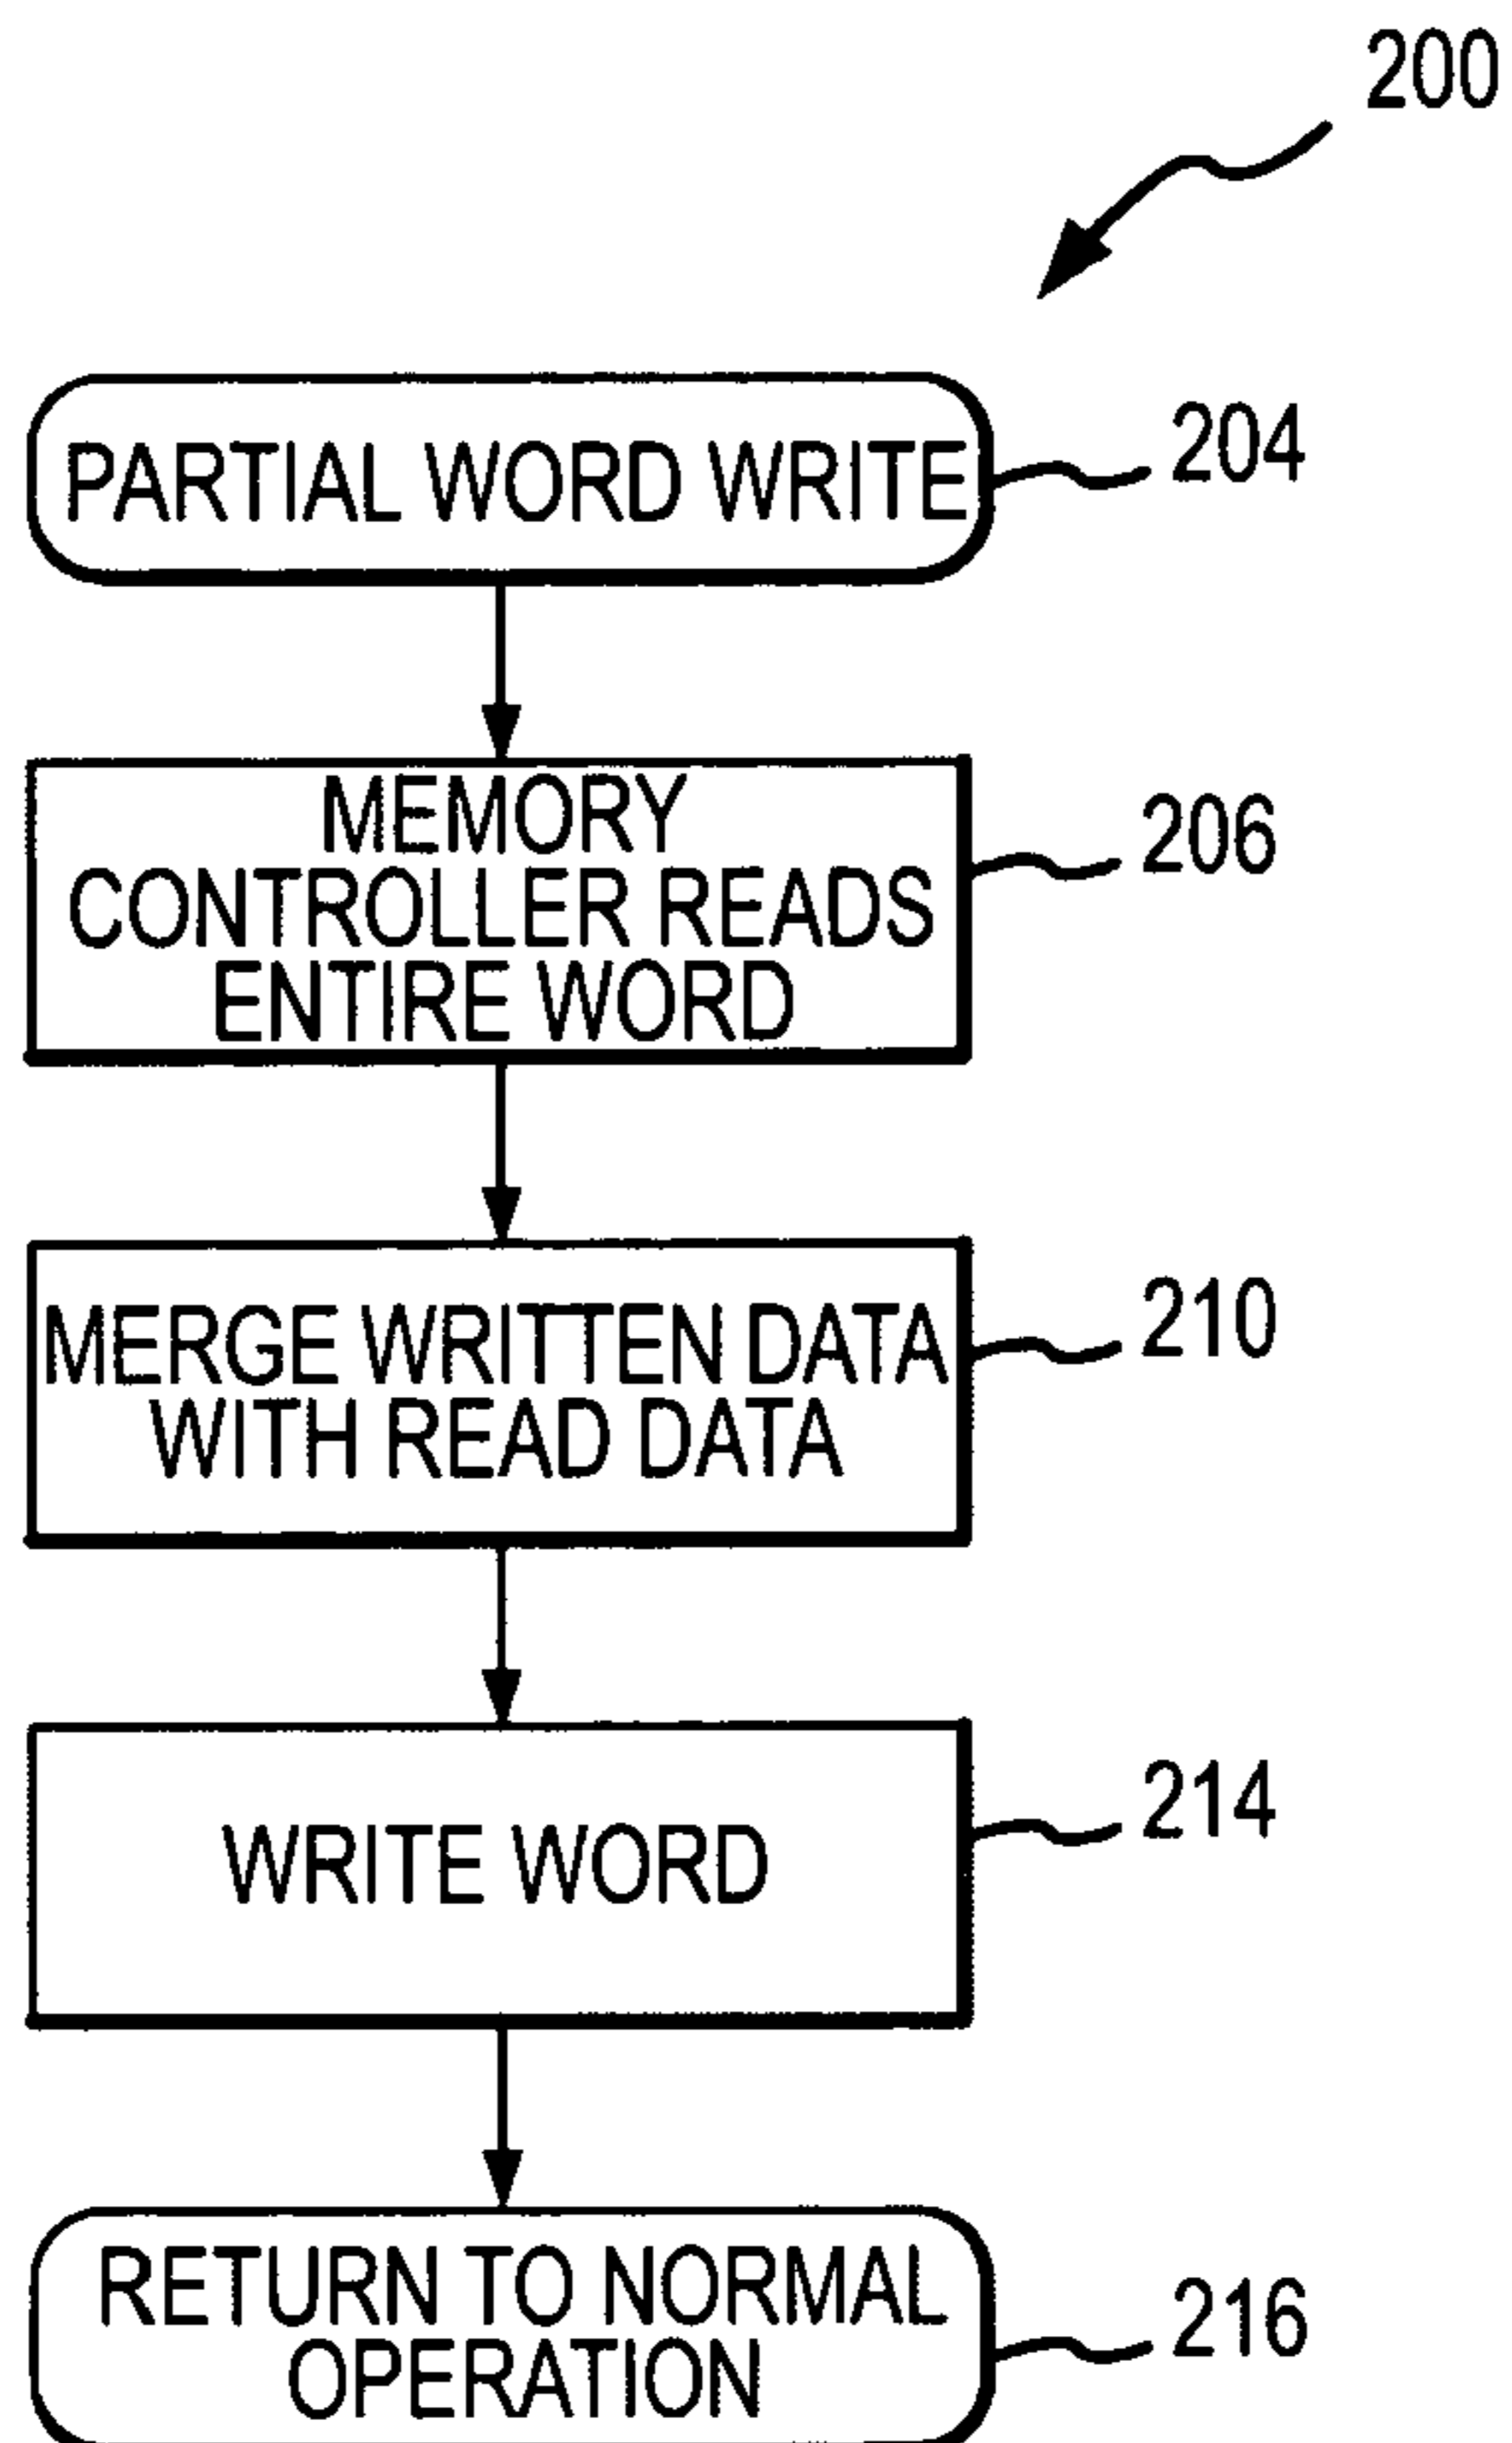 200
PARTIAL WORD WRITE
204
MEMORY
CONTROLLER READS
ENTIRE WORD
206
MERGE WRITTEN DATA
WITH READ DATA
210
WRITE WORD
214
RETURN TO NORMAL
OPERATION
216